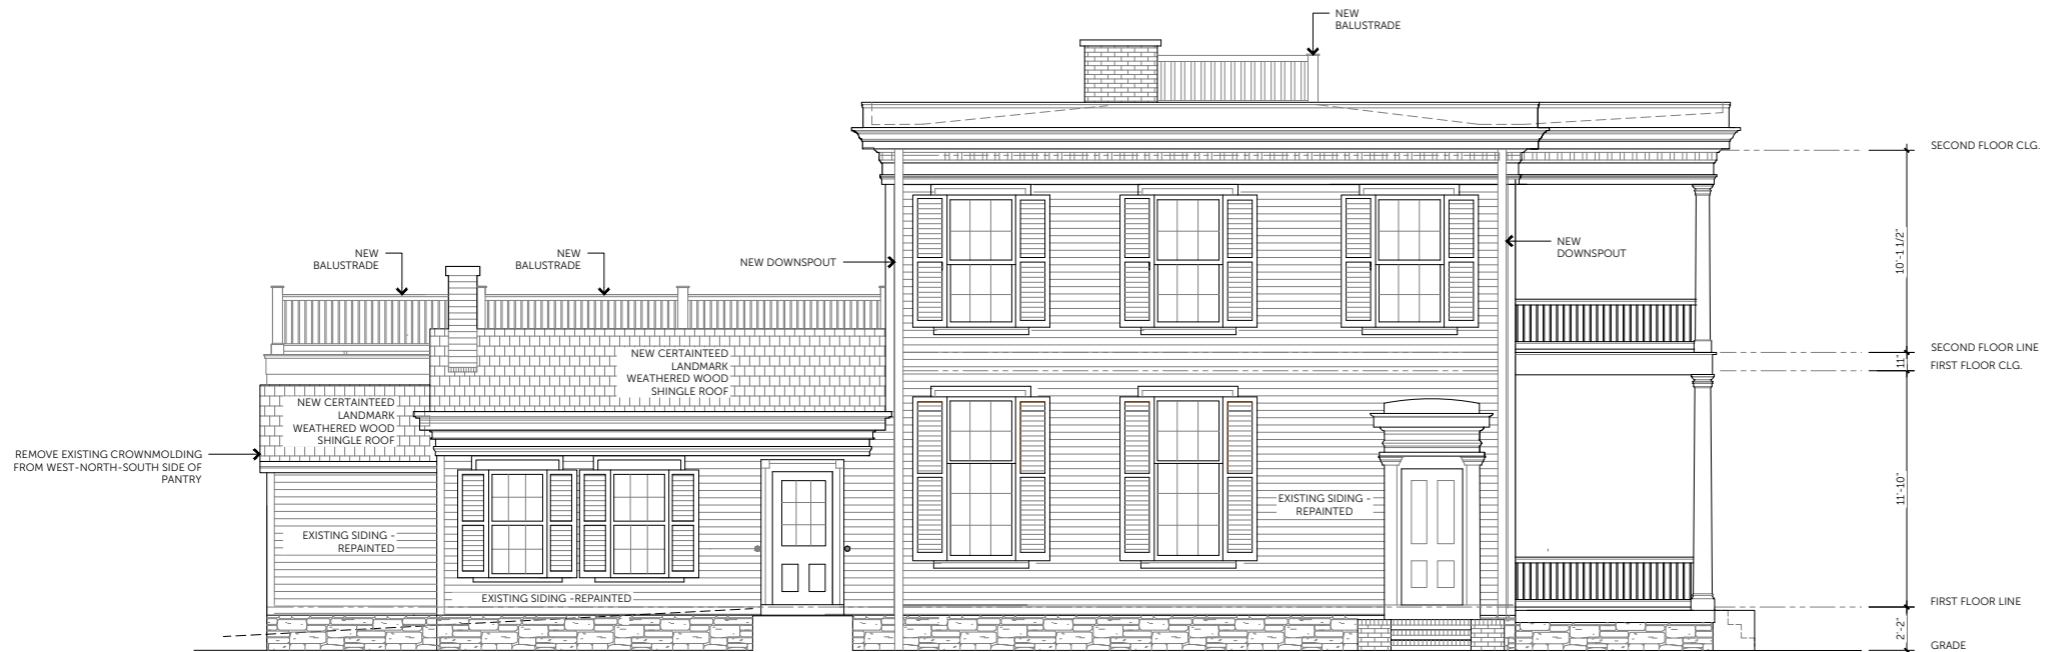 NEW
BALUSTRADE
SECOND FLOOR CLG.
NEW
BALUSTRADE
NEW
BALUSTRADE
NEW DOWNSPOUT
NEW
DOWNSPOUT
10'-1 1/2"
SECOND FLOOR LINE
11"
FIRST FLOOR CLG.
NEW CERTAINTEED
LANDMARK
WEATHERED WOOD
SHINGLE ROOF
NEW CERTAINTEED
LANDMARK
WEATHERED WOOD
SHINGLE ROOF
REMOVE EXISTING CROWNMOLDING
FROM WEST-NORTH-SOUTH SIDE OF
PANTRY
11'-10"
EXISTING SIDING -
REPAINTED
EXISTING SIDING -
REPAINTED
EXISTING SIDING -REPAINTED
FIRST FLOOR LINE
2'-2"
GRADE